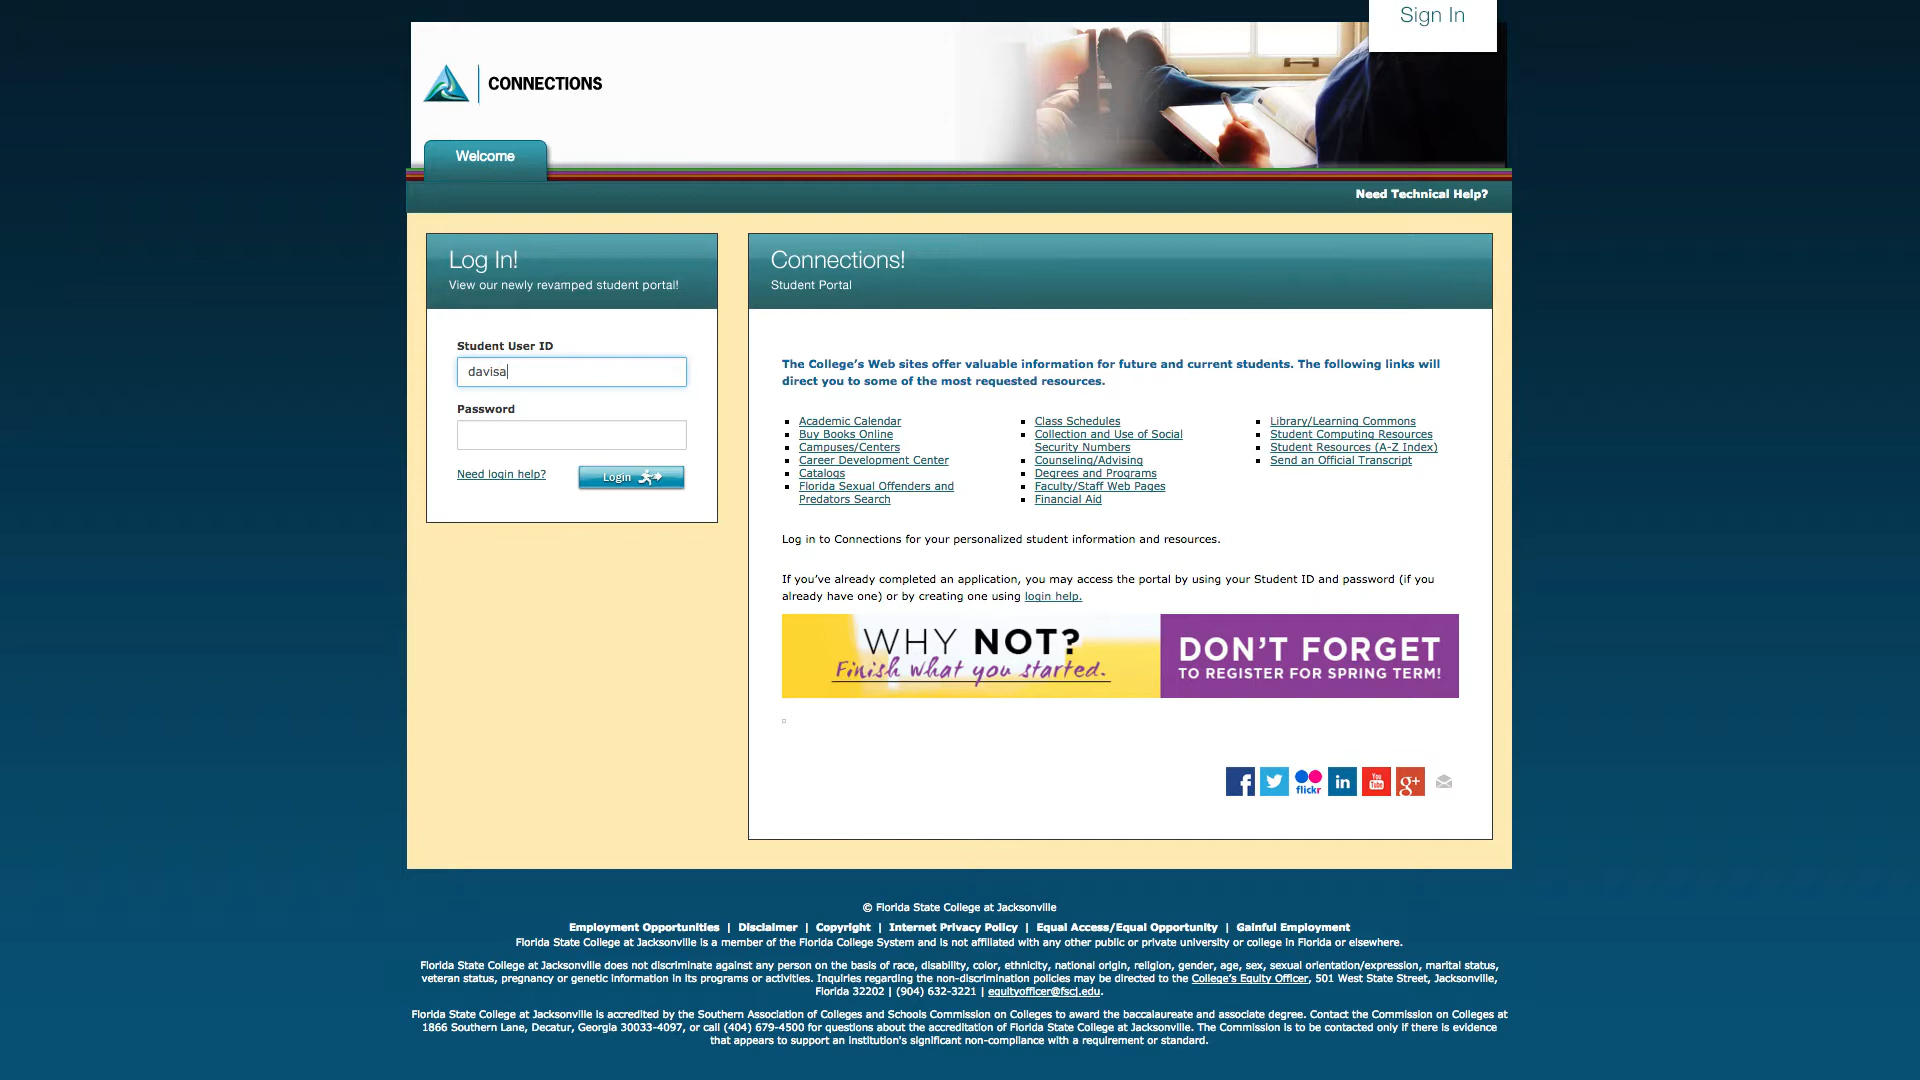 Sign In
CONNECTIONS
Welcome
Need Technical Help?
Log In!
View our newly revamped student portal!
Student User ID
davisa
Password
Need login help?
Login
Connections!
Student Portal
The College's Web sites offer valuable information for future and current students. The following links will
direct you to some of the most requested resources.
Academic Calendar
Buy Books Online
Campuses/Centers
Career Development Center
Catalogs
Florida Sexual Offenders and
Predators Search
Class Schedules
Collection and Use of Social
Security Numbers
Counseling/Advising
Degrees and Programs
Faculty/Staff Web Pages
Financial Aid
Library/Learning Commons
Student Computing Resources
Student Resources (A-Z Index)
Send an Official Transcript
Log in to Connections for your personalized student information and resources.
If you've already completed an application, you may access the portal by using your Student ID and password (if you
already have one) or by creating one using login help.
WHY NOT?
Finish what you started.
DON'T FORGET
TO REGISTER FOR SPRING TERM!
f
flickr
in
You Tube
g+
© Florida State College at Jacksonville
Employment Opportunities | Disclaimer | Copyright | Internet Privacy Policy | Equal Access/Equal Opportunity | Gainful Employment
Florida State College at Jacksonville is a member of the Florida College System and is not affiliated with any other public or private university or college in Florida or elsewhere.
Florida State College at Jacksonville does not discriminate against any person on the basis of race, disability, color, ethnicity, national origin, religion, gender, age, sex, sexual orientation/expression, marital status,
veteran status, pregnancy or genetic information in its programs or activities. Inquiries regarding the non-discrimination policies may be directed to the College's Equity Officer, 501 West State Street, Jacksonville,
Florida 32202 | (904) 632-3221 | equityofficer@fscj.edu.
Florida State College at Jacksonville is accredited by the Southern Association of Colleges and Schools Commission on Colleges to award the baccalaureate and associate degree. Contact the Commission on Colleges at
1866 Southern Lane, Decatur, Georgia 30033-4097, or call (404) 679-4500 for questions about the accreditation of Florida State College at Jacksonville. The Commission is to be contacted only if there is evidence
that appears to support an institution's significant non-compliance with a requirement or standard.